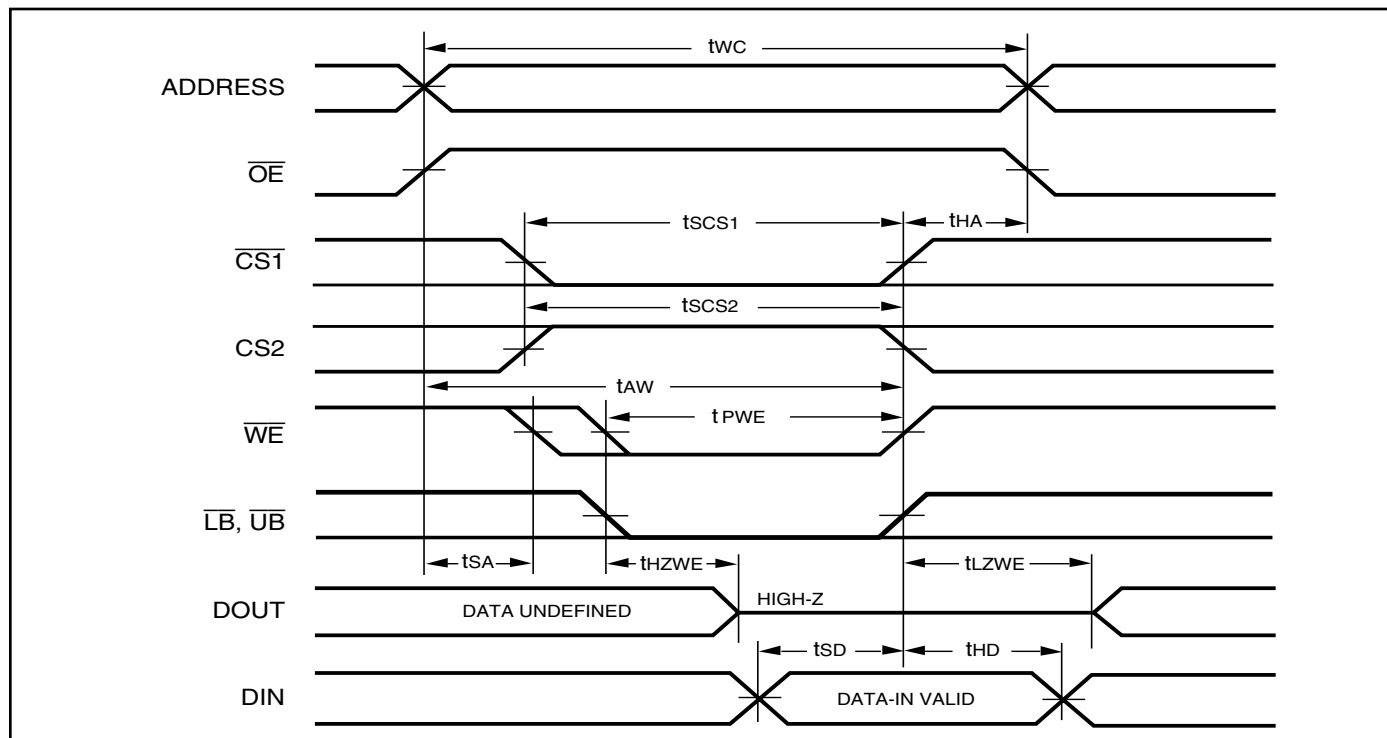 tWC
ADDRESS
OE
tSCS1
tHA
CS1
tSCS2
CS2
tAW
WE
tPWE
LB, UB
tSA
tHZWE
tLZWE
DOUT
DATA UNDEFINED
HIGH-Z
tSD
tHD
DIN
DATA-IN VALID